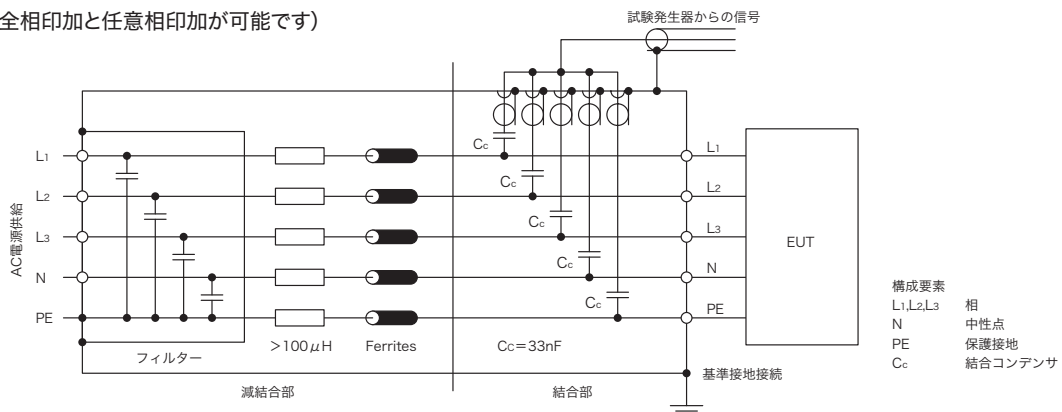 全相印加と任意相印加が可能です）
試験発生器からの信号
AC電源供給
L1
L2
L3
N
PE
フィルター
>100μH
Ferrites
減結合部
Cc
Cc
Cc
Cc
Cc
Cc=33nF
結合部
L1
L2
L3
N
PE
EUT
基準接地接続
構成要素
L1,L2,L3 相
N 中性点
PE 保護接地
Cc 結合コンデンサ